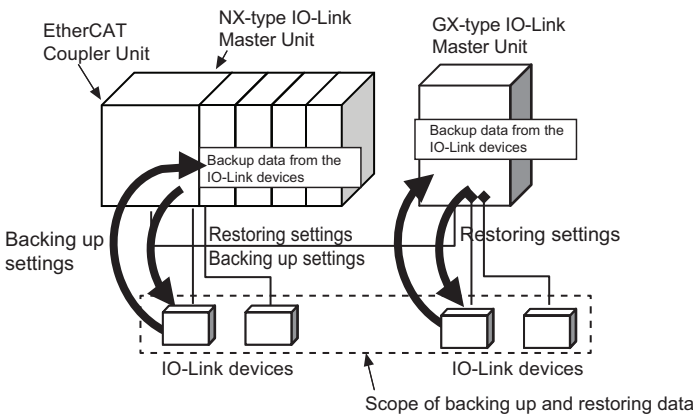 EtherCAT
Coupler Unit
NX-type IO-Link
Master Unit
GX-type IO-Link
Master Unit
Backup data from the
IO-Link devices
Backup data from the
IO-Link devices
Backing up
settings
Restoring settings
Backing up settings
Restoring settings
IO-Link devices
IO-Link devices
Scope of backing up and restoring data